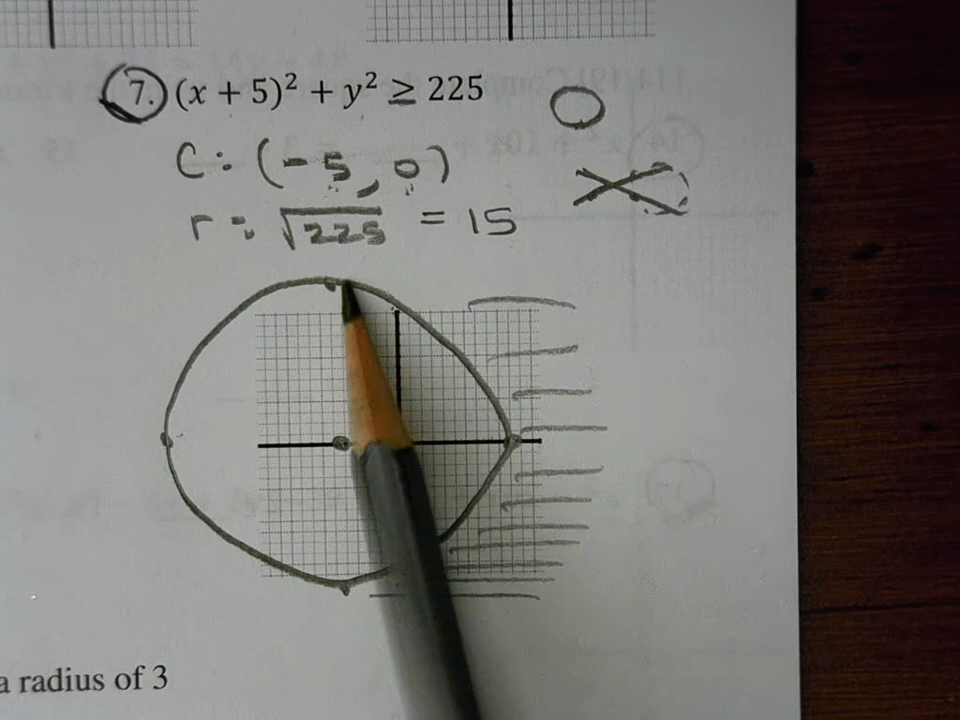 7. (x + 5)² + y² ≥ 225
C: (-5, 0)
r: √225 = 15
a radius of 3